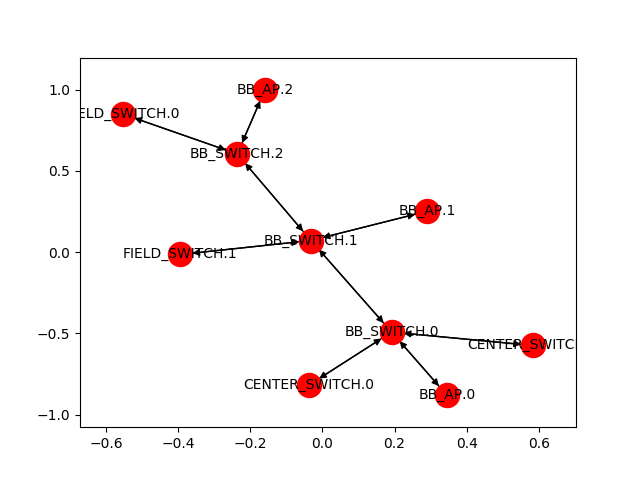 1.0
0.5
0.0
−0.5
−1.0
BB_AP.2
ELD_SWITCH.0
BB_SWITCH.2
BB_AP.1
BB_SWITCH.1
FIELD_SWITCH.1
BB_SWITCH.0
CENTER_SWITC
CENTER_SWITCH.0
BB_AP.0
−0.6 −0.4 −0.2 0.0 0.2 0.4 0.6